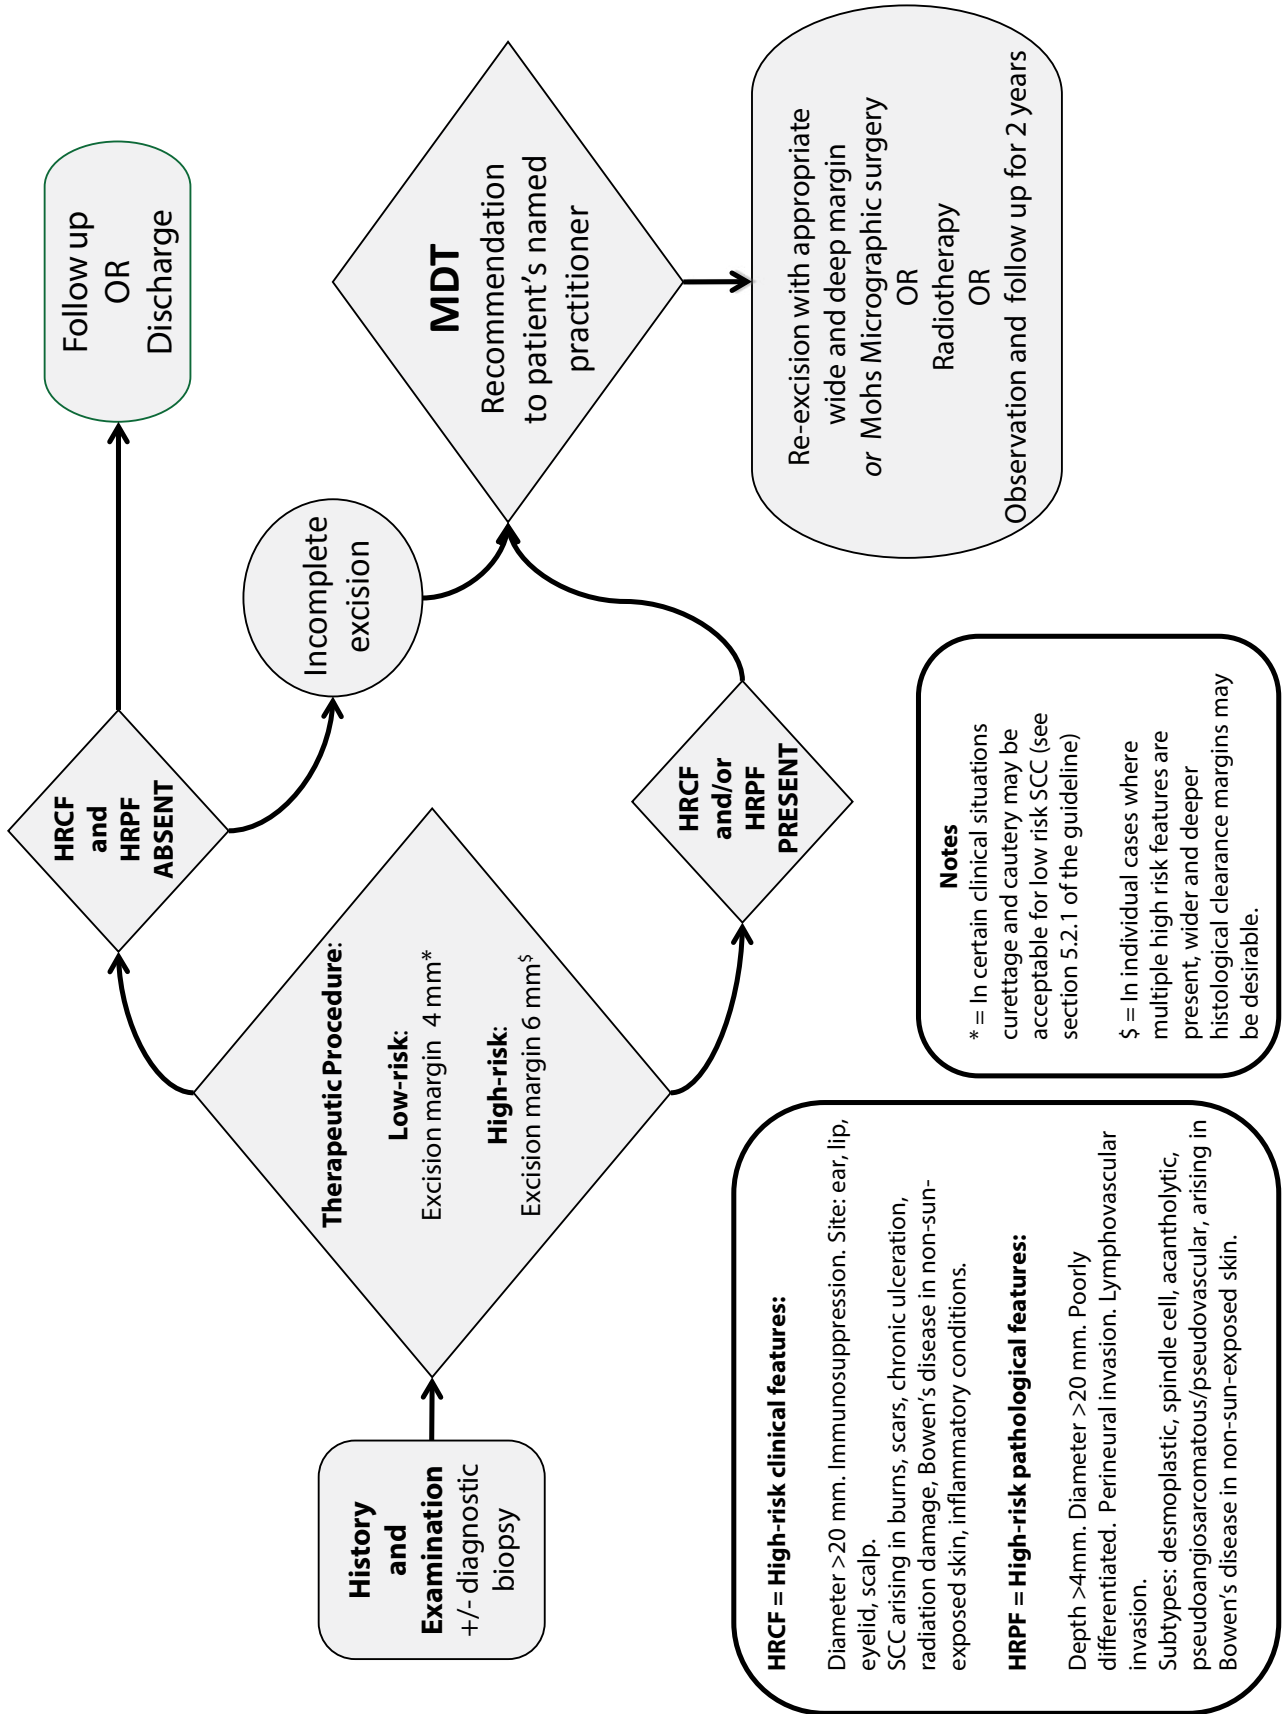 History
and
Examination
+/- diagnostic
biopsy
Therapeutic Procedure:
Low-risk:
Excision margin 4 mm*
High-risk:
Excision margin 6 mm$
HRCF
and
HRPF
ABSENT
Follow up
OR
Discharge
Incomplete
excision
HRCF
and/or
HRPF
PRESENT
MDT
Recommendation
to patient's named
practitioner
Re-excision with appropriate
wide and deep margin
or Mohs Micrographic surgery
OR
Radiotherapy
OR
Observation and follow up for 2 years
HRCF = High-risk clinical features:
Diameter >20 mm. Immunosuppression. Site: ear, lip,
eyelid, scalp.
SCC arising in burns, scars, chronic ulceration,
radiation damage, Bowen's disease in non-sun-
exposed skin, inflammatory conditions.
HRPF = High-risk pathological features:
Depth >4mm. Diameter >20 mm. Poorly
differentiated. Perineural invasion. Lymphovascular
invasion.
Subtypes: desmoplastic, spindle cell, acantholytic,
pseudoangiosarcomatous/pseudovascular, arising in
Bowen's disease in non-sun-exposed skin.
Notes
* = In certain clinical situations
curettage and cautery may be
acceptable for low risk SCC (see
section 5.2.1 of the guideline)
$ = In individual cases where
multiple high risk features are
present, wider and deeper
histological clearance margins may
be desirable.